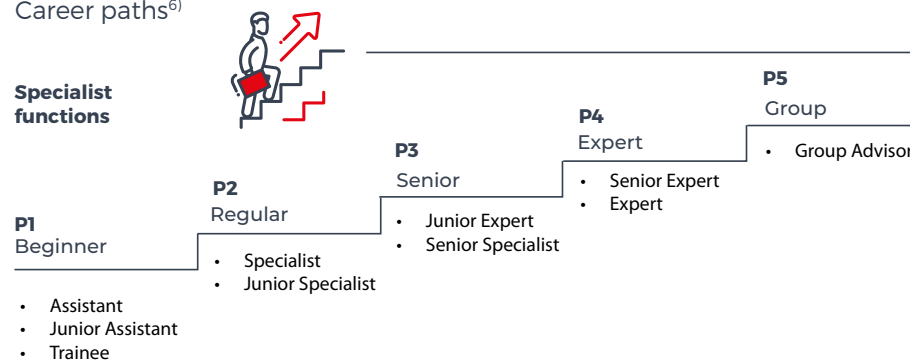 Career paths6)
Specialist
functions
P1
Beginner
• Assistant
• Junior Assistant
• Trainee
P2
Regular
• Specialist
• Junior Specialist
P3
Senior
• Junior Expert
• Senior Specialist
P4
Expert
• Senior Expert
• Expert
P5
Group
• Group Advisor